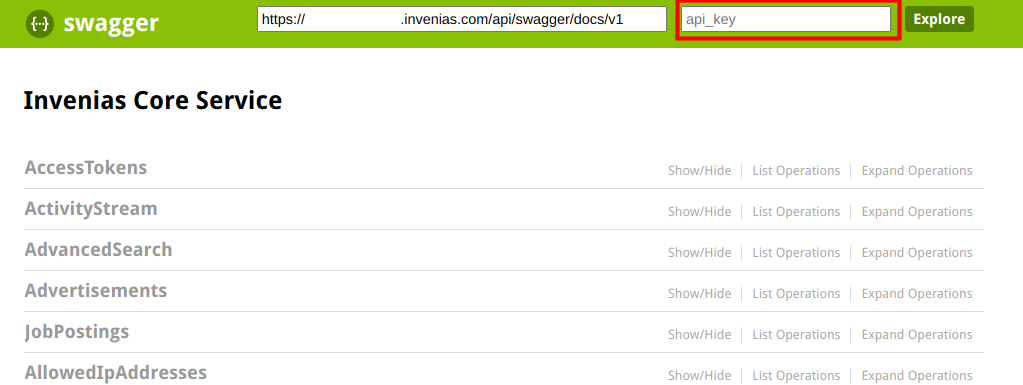 {··} swagger https:// .invenias.com/api/swagger/docs/v1 api_key Explore
Invenias Core Service
AccessTokens Show/Hide List Operations Expand Operations
ActivityStream Show/Hide List Operations Expand Operations
AdvancedSearch Show/Hide List Operations Expand Operations
Advertisements Show/Hide List Operations Expand Operations
JobPostings Show/Hide List Operations Expand Operations
AllowedIpAddresses Show/Hide List Operations Expand Operations